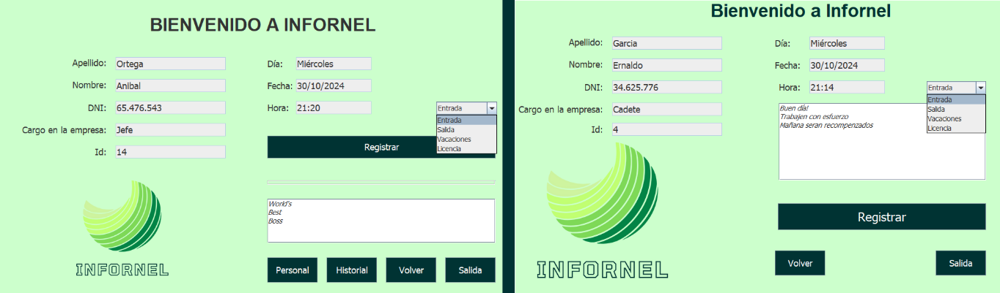 BIENVENIDO A INFORNEL
Apellido: Ortega
Día: Miércoles
Nombre: Anibal
Fecha: 30/10/2024
DNI: 65.476.543
Hora: 21:20
Entrada
Entrada
Salida
Vacaciones
Licencia
Cargo en la empresa: Jefe
Id: 14
Registrar
World's
Best
Boss
INFORNEL
Personal
Historial
Volver
Salida
Bienvenido a Infornel
Apellido: Garcia
Día: Miércoles
Nombre: Ernaldo
Fecha: 30/10/2024
DNI: 34.625.776
Hora: 21:14
Entrada
Entrada
Salida
Vacaciones
Licencia
Cargo en la empresa: Cadete
Id: 4
Buen día!
Trabajen con esfuerzo
Mañana seran recompenzados
Registrar
INFORNEL
Volver
Salida